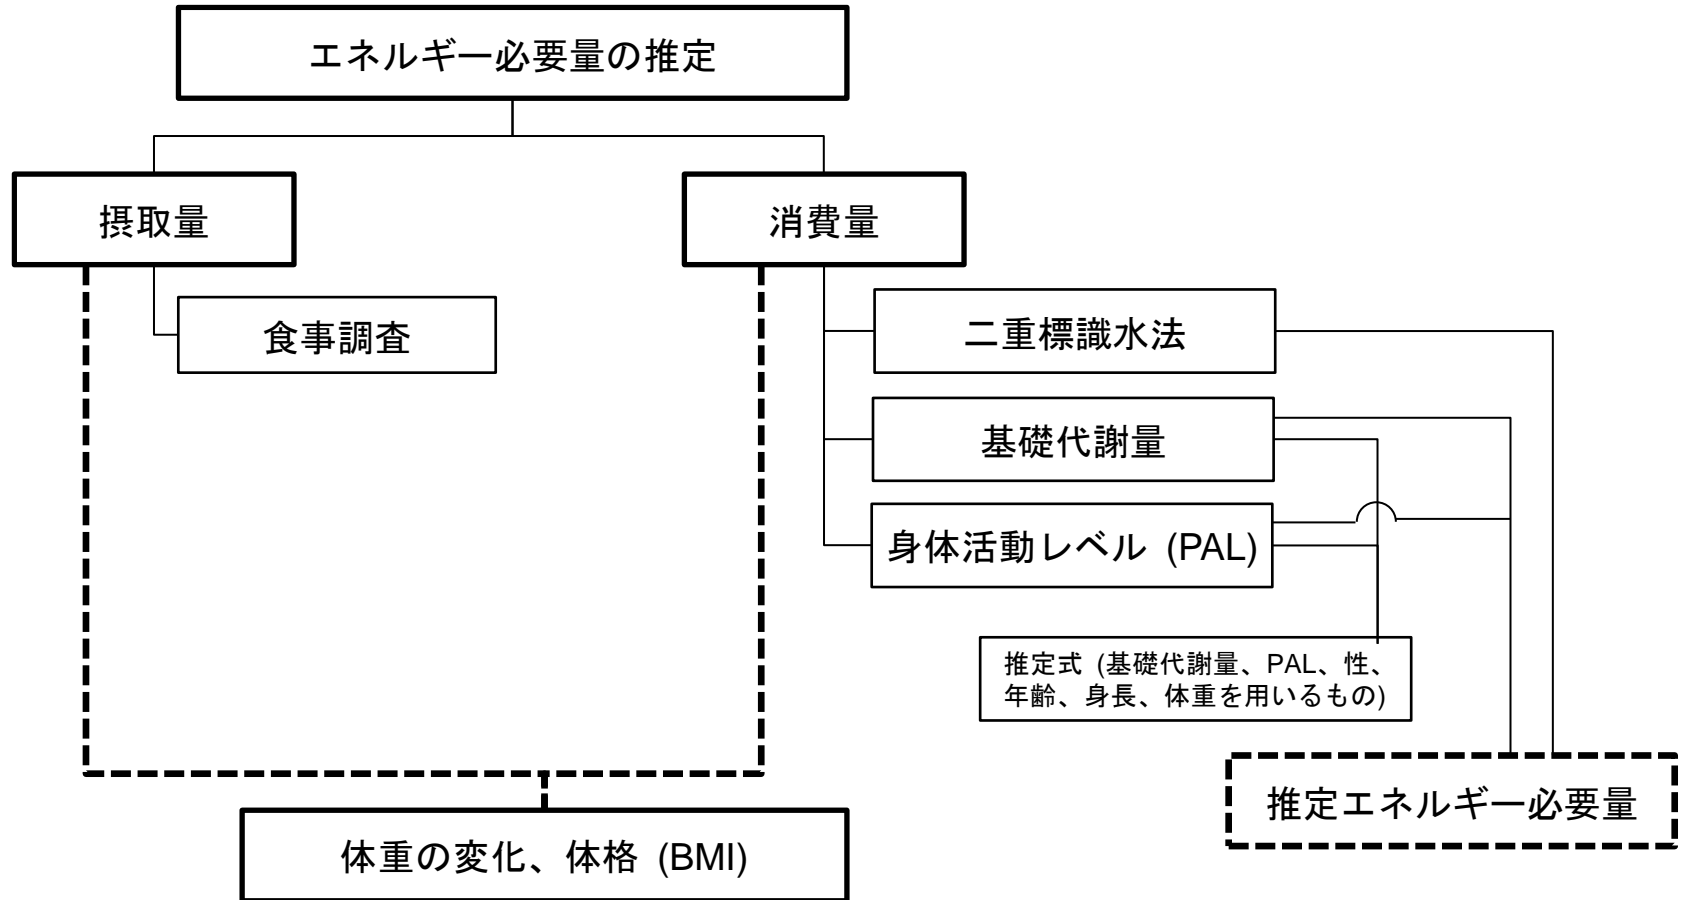 エネルギー必要量の推定
摂取量
消費量
食事調査
二重標識水法
基礎代謝量
身体活動レベル (PAL)
推定式 (基礎代謝量、PAL、性、
年齢、身長、体重を用いるもの)
推定エネルギー必要量
体重の変化、体格 (BMI)